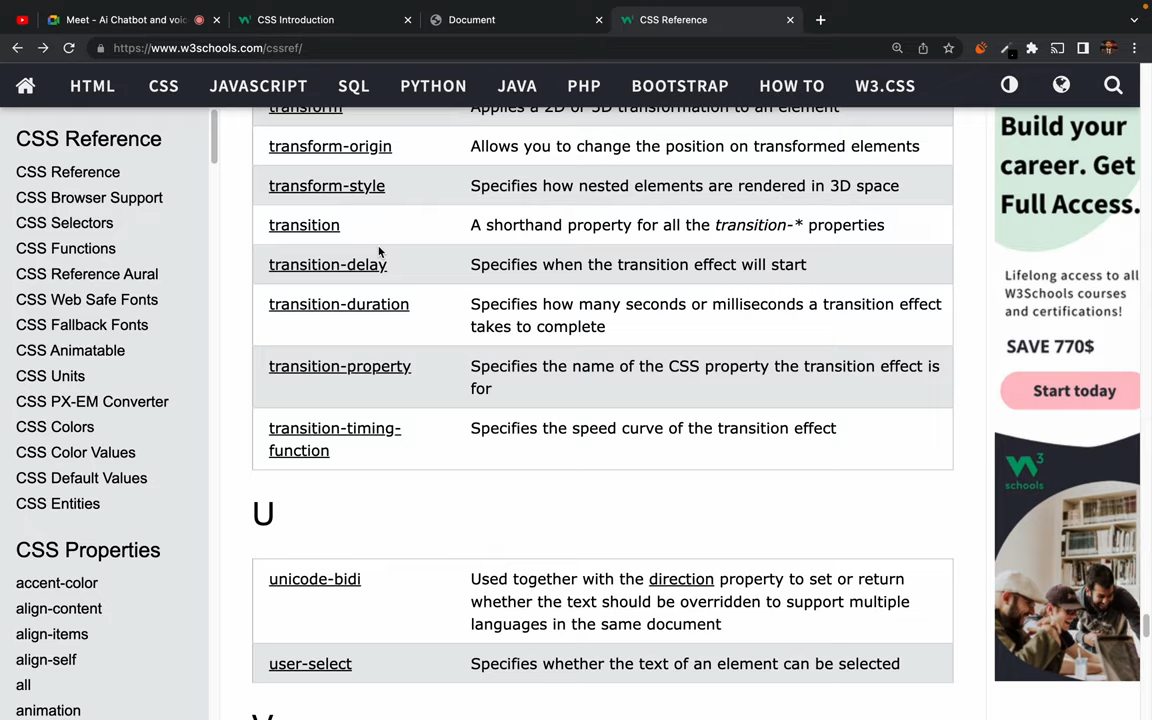 Meet - Ai Chatbot and voic
CSS Introduction
Document
CSS Reference
https://www.w3schools.com/cssref/
HTML
CSS
JAVASCRIPT
SQL
PYTHON
JAVA
PHP
BOOTSTRAP
HOW TO
W3.CSS
CSS Reference
CSS Reference
CSS Browser Support
CSS Selectors
CSS Functions
CSS Reference Aural
CSS Web Safe Fonts
CSS Fallback Fonts
CSS Animatable
CSS Units
CSS PX-EM Converter
CSS Colors
CSS Color Values
CSS Default Values
CSS Entities
CSS Properties
accent-color
align-content
align-items
align-self
all
animation
transform
Applies a 2D or 3D transformation to an element
transform-origin
Allows you to change the position on transformed elements
transform-style
Specifies how nested elements are rendered in 3D space
transition
A shorthand property for all the transition-* properties
transition-delay
Specifies when the transition effect will start
transition-duration
Specifies how many seconds or milliseconds a transition effect
takes to complete
transition-property
Specifies the name of the CSS property the transition effect is
for
transition-timing-
function
Specifies the speed curve of the transition effect
U
unicode-bidi
Used together with the direction property to set or return
whether the text should be overridden to support multiple
languages in the same document
user-select
Specifies whether the text of an element can be selected
Build your
career. Get
Full Access.
Lifelong access to all
W3Schools courses
and certifications!
SAVE 770$
Start today
W3
schools